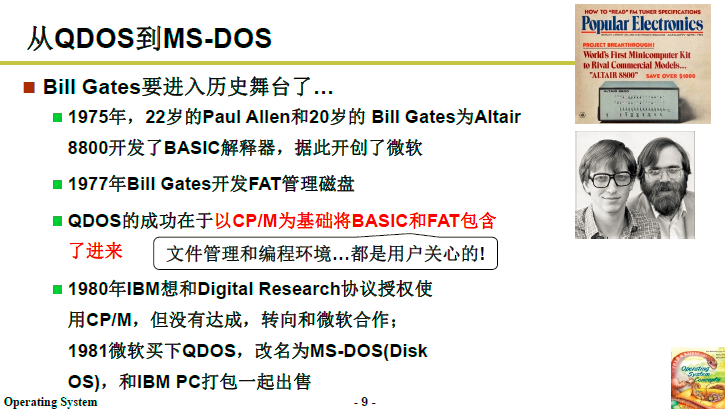 从QDOS到MS-DOS
HOW TO "READ" FM TUNER SPECIFICATIONS
Popular Electronics
PROJECT BREAKTHROUGH!
World's First Minicomputer Kit
to Rival Commercial Models...
"ALTAIR 8800" SAVE OVER $1000
Bill Gates要进入历史舞台了…
1975年，22岁的Paul Allen和20岁的 Bill Gates为Altair
8800开发了BASIC解释器，据此开创了微软
1977年Bill Gates开发FAT管理磁盘
QDOS的成功在于以CP/M为基础将BASIC和FAT包含
了进来
文件管理和编程环境…都是用户关心的!
1980年IBM想和Digital Research协议授权使
用CP/M，但没有达成，转向和微软合作；
1981微软买下QDOS，改名为MS-DOS(Disk
OS)，和IBM PC打包一起出售
Operating
System
Concepts
Operating System
- 9 -